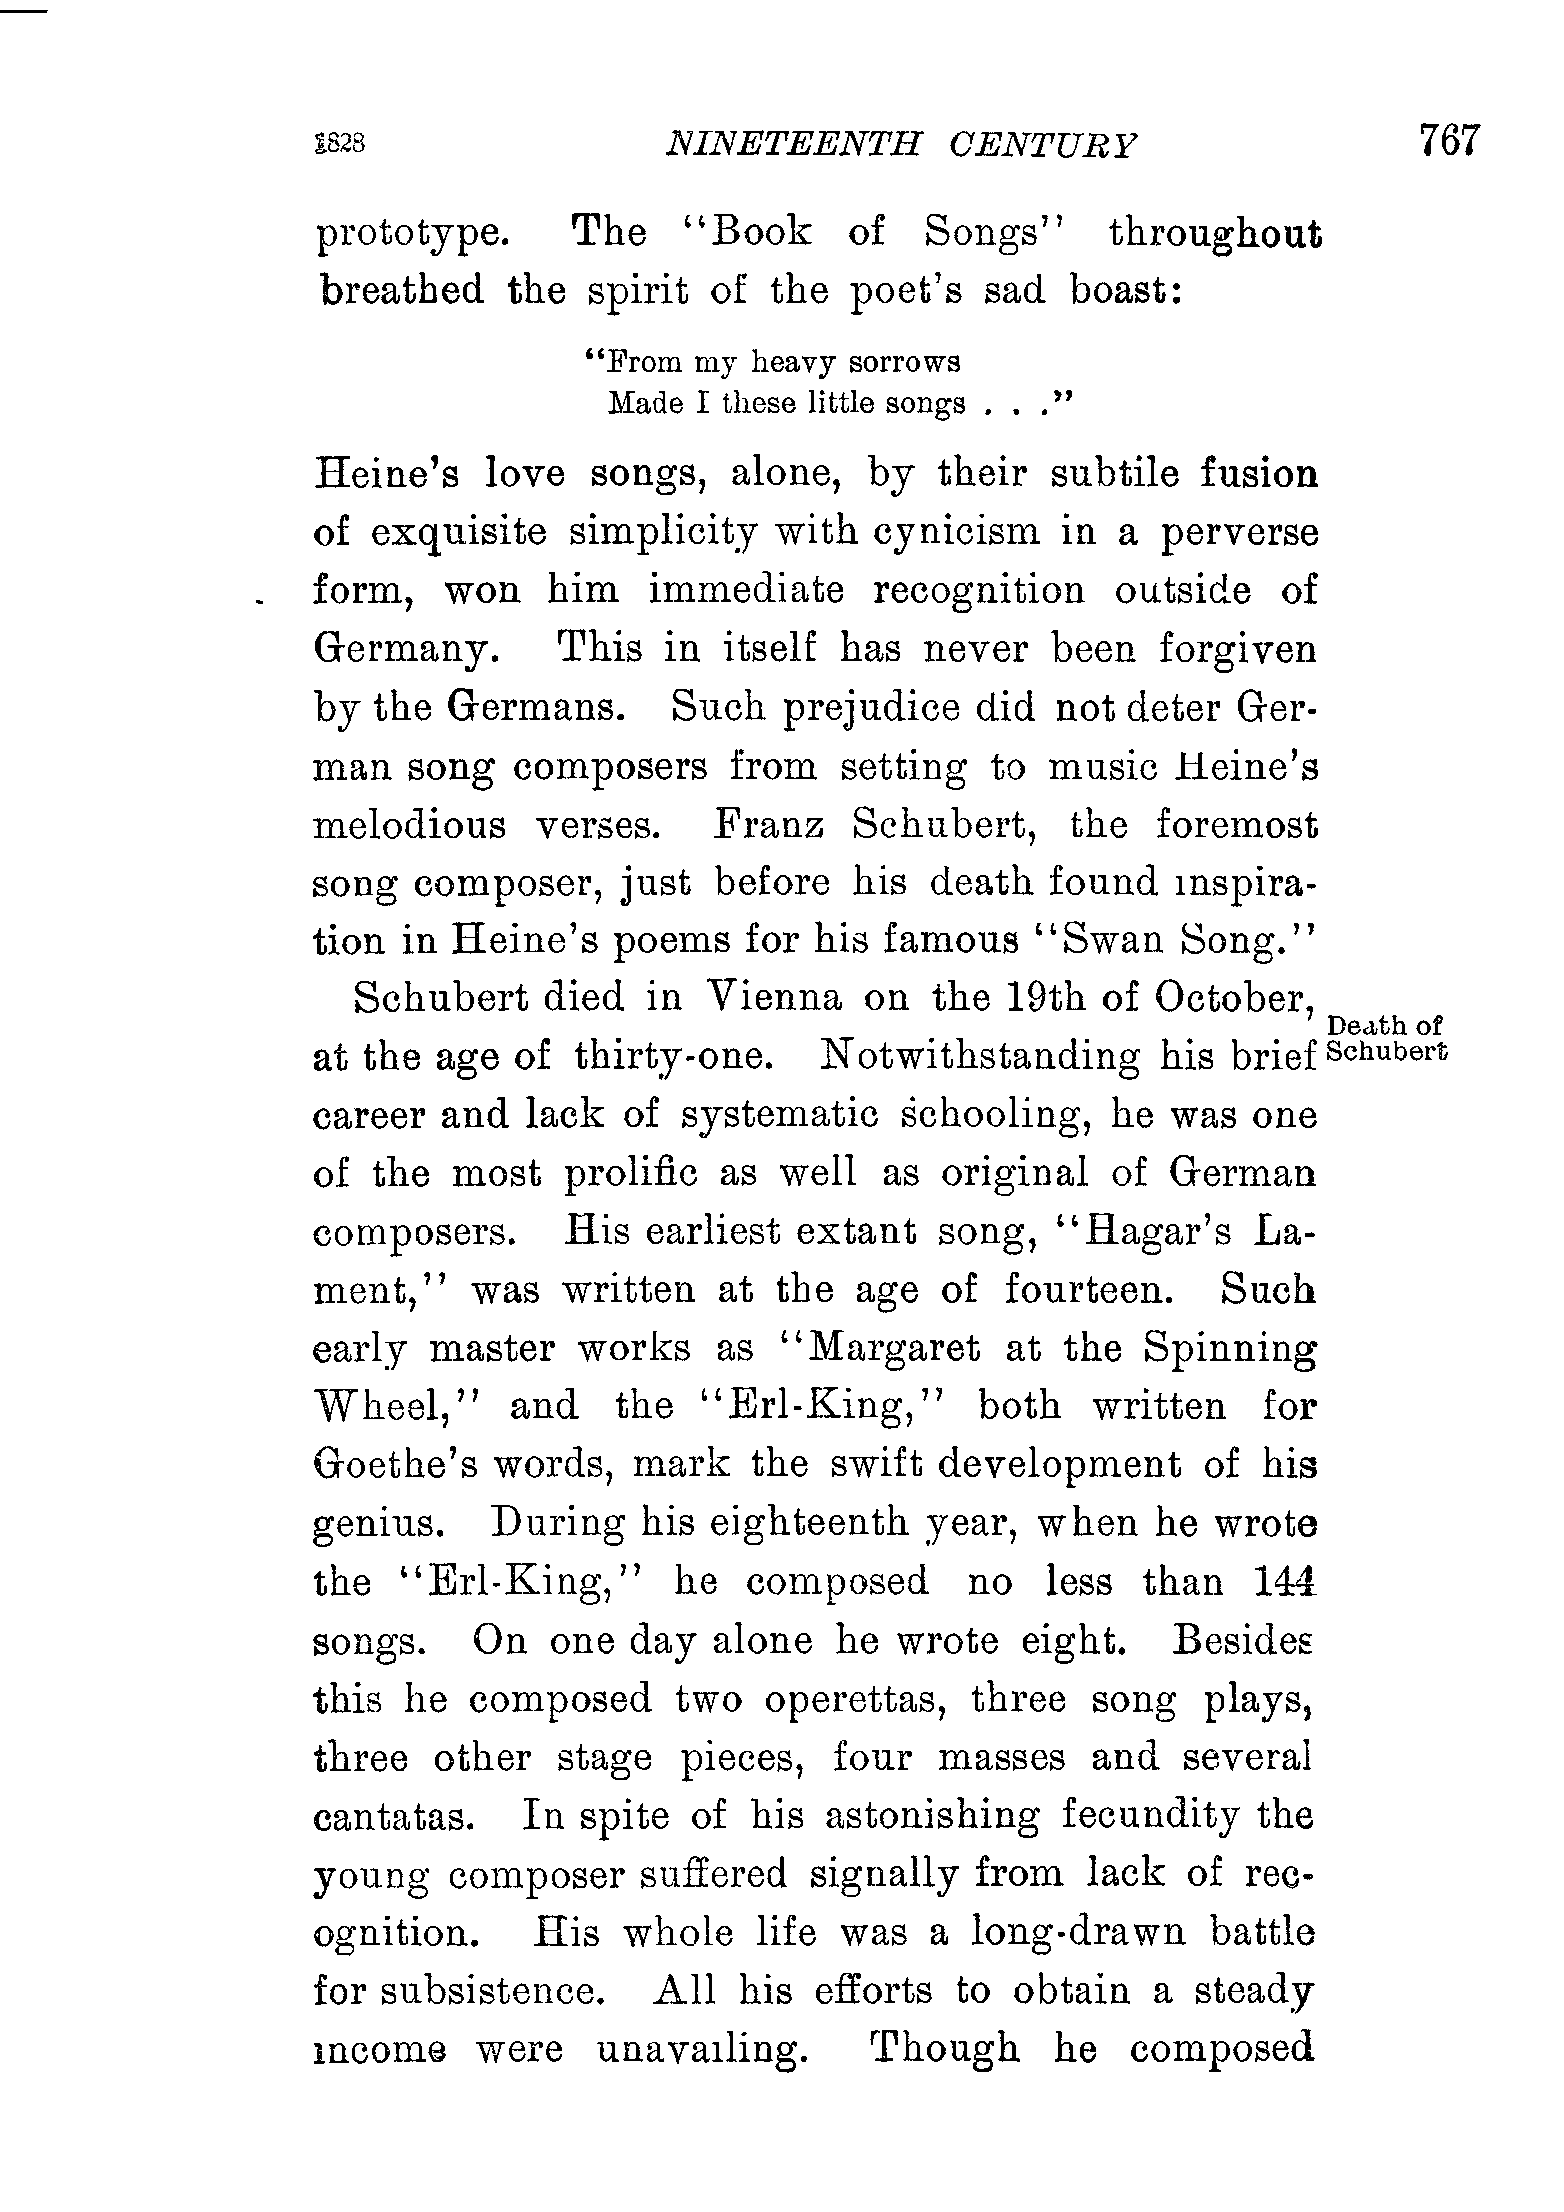 1828 NINETEENTH CENTURY 767
prototype. The "Book of Songs" throughout
breathed the spirit of the poet's sad boast:
"From my heavy sorrows
Made I these little songs . . ."
Heine's love songs, alone, by their subtile fusion
of exquisite simplicity with cynicism in a perverse
form, won him immediate recognition outside of
Germany. This in itself has never been forgiven
by the Germans. Such prejudice did not deter Ger-
man song composers from setting to music Heine's
melodious verses. Franz Schubert, the foremost
song composer, just before his death found inspira-
tion in Heine's poems for his famous "Swan Song."
Schubert died in Vienna on the 19th of October,
Death of
Schubert
at the age of thirty-one. Notwithstanding his brief
career and lack of systematic schooling, he was one
of the most prolific as well as original of German
composers. His earliest extant song, "Hagar's La-
ment," was written at the age of fourteen. Such
early master works as "Margaret at the Spinning
Wheel," and the "Erl-King," both written for
Goethe's words, mark the swift development of his
genius. During his eighteenth year, when he wrote
the "Erl-King," he composed no less than 144
songs. On one day alone he wrote eight. Besides
this he composed two operettas, three song plays,
three other stage pieces, four masses and several
cantatas. In spite of his astonishing fecundity the
young composer suffered signally from lack of rec-
ognition. His whole life was a long-drawn battle
for subsistence. All his efforts to obtain a steady
income were unavailing. Though he composed